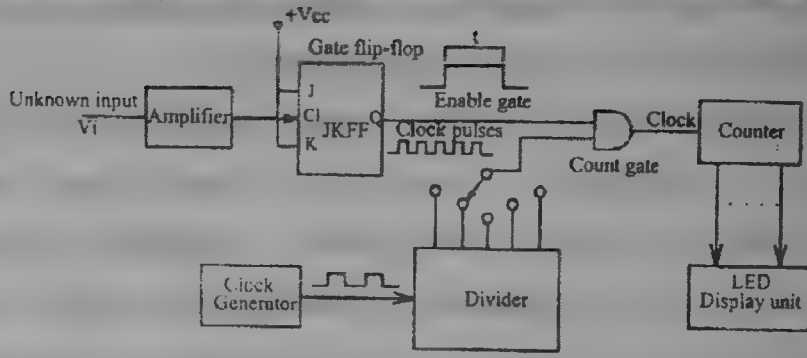 +Vcc
Gate flip-flop
t
Unknown input
Vi
Amplifier
J
Cl
JKFF
Q
K
Enable gate
Clock pulses
Clock
Counter
Count gate
Clock
Generator
Divider
LED
Display unit